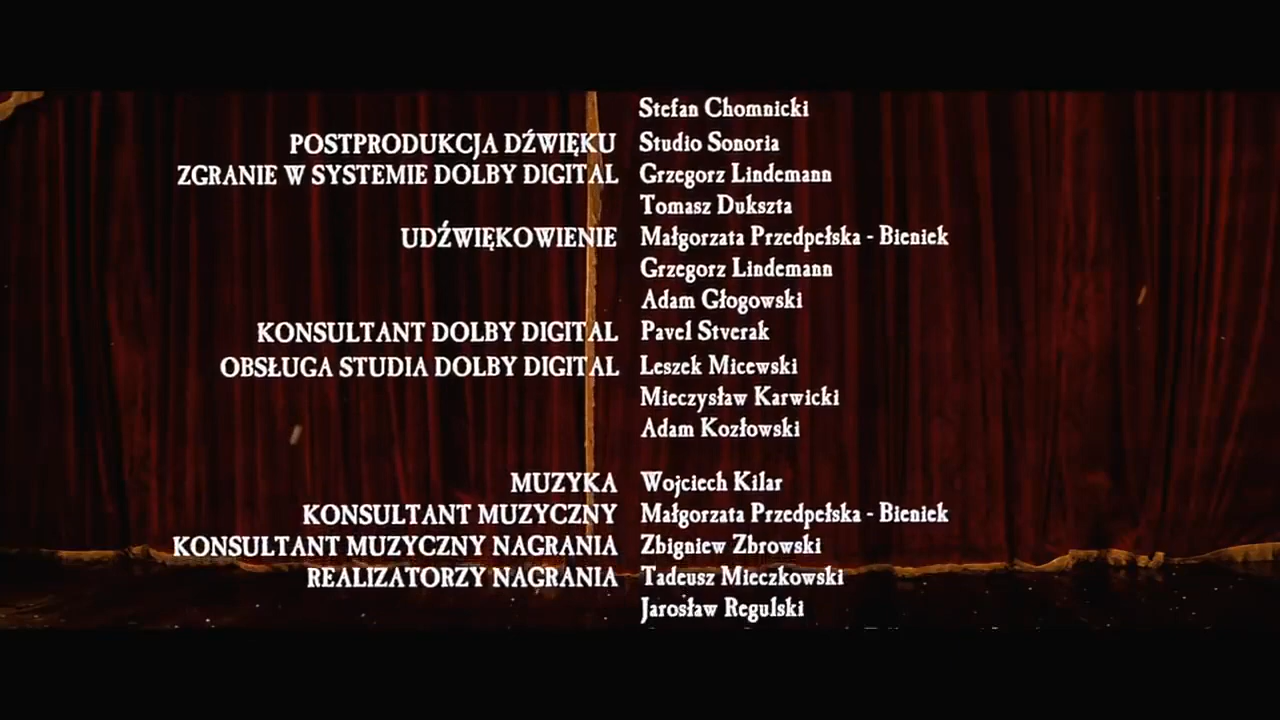 Stefan Chomnicki
POSTPRODUKCJA DŹWIĘKU Studio Sonoria
ZGRANIE W SYSTEMIE DOLBY DIGITAL Grzegorz Lindemann
Tomasz Dukszta
UDŹWIĘKOWIENIE Małgorzata Przedpełska - Bieniek
Grzegorz Lindemann
Adam Głogowski
KONSULTANT DOLBY DIGITAL Pavel Stverak
OBSŁUGA STUDIA DOLBY DIGITAL Leszek Micewski
Mieczysław Karwicki
Adam Kozłowski
MUZYKA Wojciech Kilar
KONSULTANT MUZYCZNY Małgorzata Przedpełska - Bieniek
KONSULTANT MUZYCZNY NAGRANIA Zbigniew Zbrowski
REALIZATORZY NAGRANIA Tadeusz Mieczkowski
Jarosław Regulski